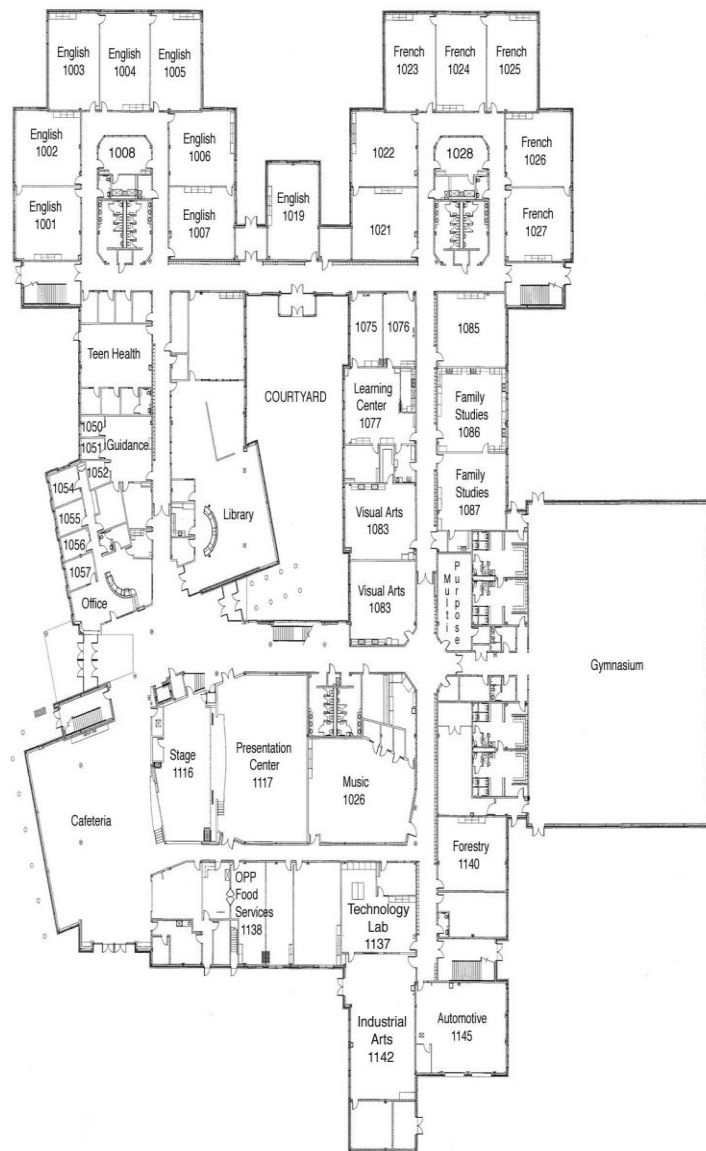 English
1003
English
1004
English
1005
French
1023
French
1024
French
1025
English
1002
1008
English
1006
1022
1028
French
1026
English
1001
English
1007
English
1019
1021
French
1027
Teen Health
1075
1076
1085
COURTYARD
Learning
Center
1077
Family
Studies
1086
1050
1051
Guidance
1052
1054
1055
1056
1057
Office
Library
Visual Arts
1083
Family
Studies
1087
Visual Arts
1083
Multi
Purpose
Gymnasium
Stage
1116
Presentation
Center
1117
Music
1026
Cafeteria
Forestry
1140
OPP
Food
Services
1138
Technology
Lab
1137
Industrial
Arts
1142
Automotive
1145